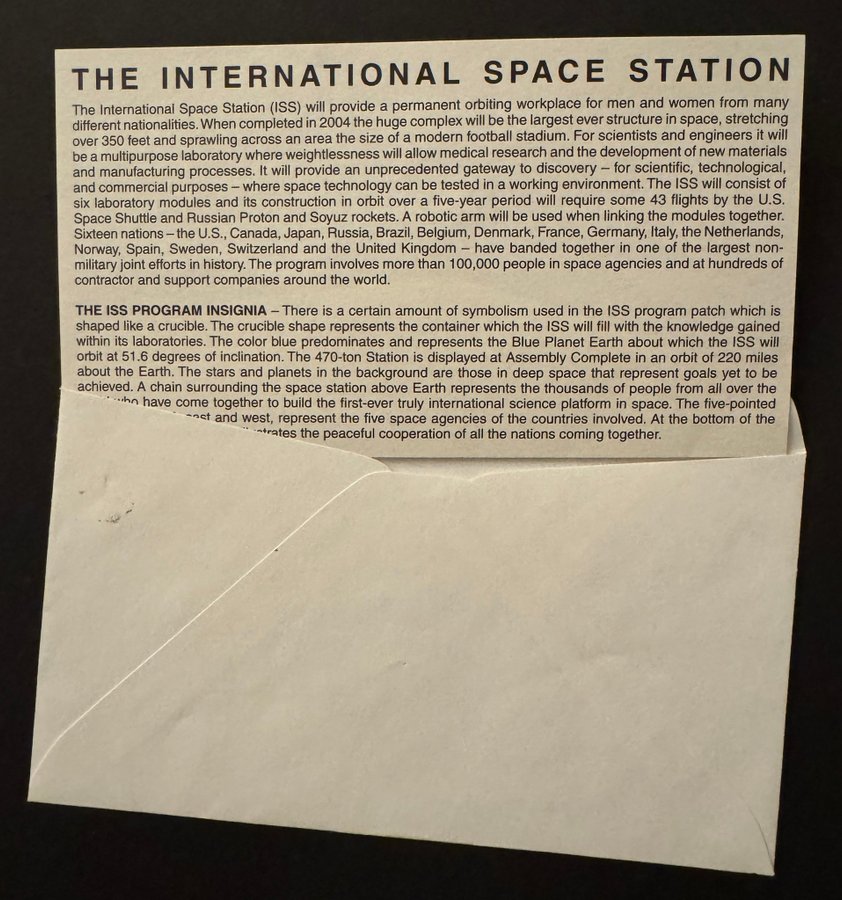 THE INTERNATIONAL SPACE STATION
The International Space Station (ISS) will provide a permanent orbiting workplace for men and women from many
different nationalities. When completed in 2004 the huge complex will be the largest ever structure in space, stretching
over 350 feet and sprawling across an area the size of a modern football stadium. For scientists and engineers it will
be a multipurpose laboratory where weightlessness will allow medical research and the development of new materials
and manufacturing processes. It will provide an unprecedented gateway to discovery – for scientific, technological,
and commercial purposes – where space technology can be tested in a working environment. The ISS will consist of
six laboratory modules and its construction in orbit over a five-year period will require some 43 flights by the U.S.
Space Shuttle and Russian Proton and Soyuz rockets. A robotic arm will be used when linking the modules together.
Sixteen nations – the U.S., Canada, Japan, Russia, Brazil, Belgium, Denmark, France, Germany, Italy, the Netherlands,
Norway, Spain, Sweden, Switzerland and the United Kingdom – have banded together in one of the largest non-
military joint efforts in history. The program involves more than 100,000 people in space agencies and at hundreds of
contractor and support companies around the world.
THE ISS PROGRAM INSIGNIA – There is a certain amount of symbolism used in the ISS program patch which is
shaped like a crucible. The crucible shape represents the container which the ISS will fill with the knowledge gained
within its laboratories. The color blue predominates and represents the Blue Planet Earth about which the ISS will
orbit at 51.6 degrees of inclination. The 470-ton Station is displayed at Assembly Complete in an orbit of 220 miles
about the Earth. The stars and planets in the background are those in deep space that represent goals yet to be
achieved. A chain surrounding the space station above Earth represents the thousands of people from all over the
who have come together to build the first-ever truly international science platform in space. The five-pointed
and west, represent the five space agencies of the countries involved. At the bottom of the
the peaceful cooperation of all the nations coming together.